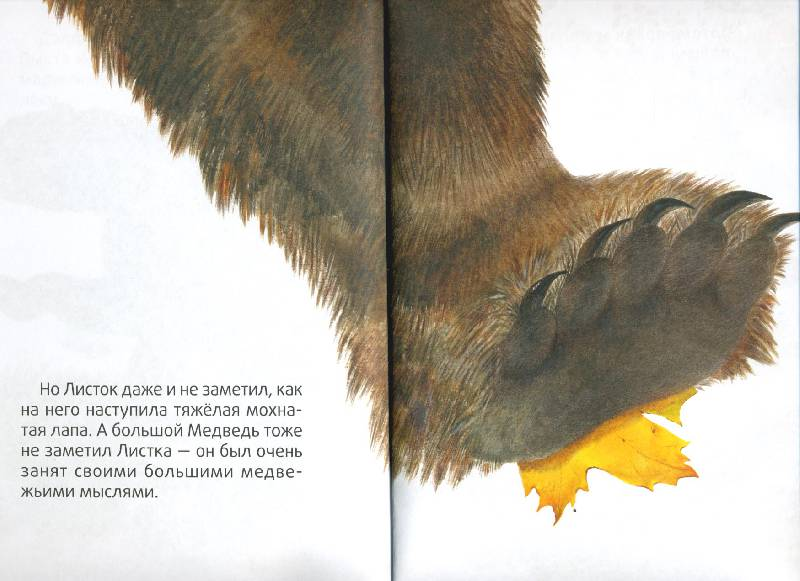 Но Листок даже и не заметил, как
на него наступила тяжёлая мохна-
тая лапа. А большой Медведь тоже
не заметил Листка — он был очень
занят своими большими медве-
жьими мыслями.